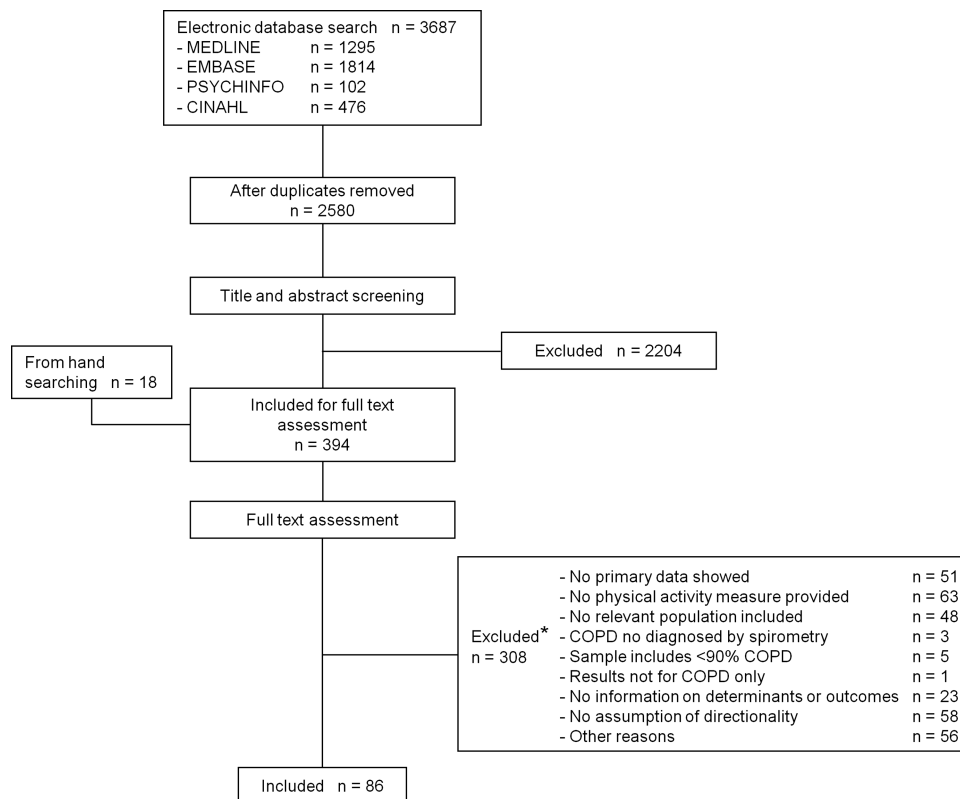 Electronic database search n = 3687
- MEDLINE n = 1295
- EMBASE n = 1814
- PSYCHINFO n = 102
- CINAHL n = 476
After duplicates removed
n = 2580
Title and abstract screening
Excluded n = 2204
From hand
searching n = 18
Included for full text
assessment
n = 394
Full text assessment
Excluded*
n = 308
- No primary data showed n = 51
- No physical activity measure provided n = 63
- No relevant population included n = 48
- COPD no diagnosed by spirometry n = 3
- Sample includes <90% COPD n = 5
- Results not for COPD only n = 1
- No information on determinants or outcomes n = 23
- No assumption of directionality n = 58
- Other reasons n = 56
Included n = 86